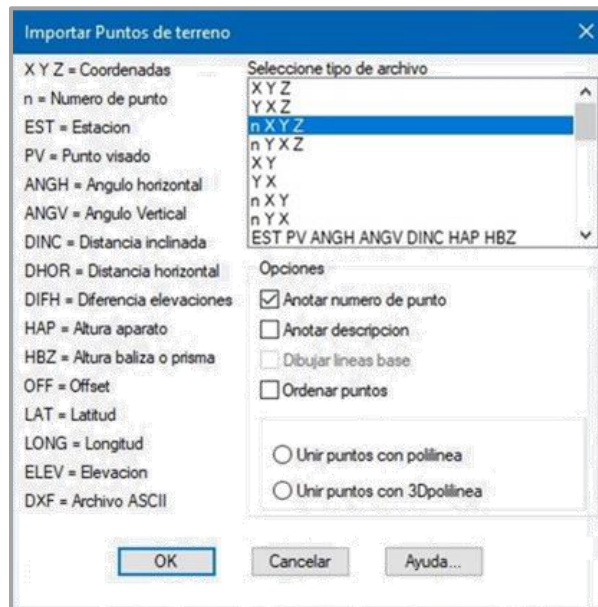 Importar Puntos de terreno
X Y Z = Coordenadas
n = Numero de punto
EST = Estacion
PV = Punto visado
ANGH = Angulo horizontal
ANGV = Angulo Vertical
DINC = Distancia inclinada
DHOR = Distancia horizontal
DIFH = Diferencia elevaciones
HAP = Altura aparato
HBZ = Altura baliza o prisma
OFF = Offset
LAT = Latitud
LONG = Longitud
ELEV = Elevacion
DXF = Archivo ASCII
Seleccione tipo de archivo
X Y Z
Y X Z
n X Y Z
n Y X Z
X Y
Y X
n X Y
n Y X
EST PV ANGH ANGV DINC HAP HBZ
Opciones
Anotar numero de punto
Anotar descripcion
Dibujar lineas base
Ordenar puntos
Unir puntos con polilinea
Unir puntos con 3Dpolilinea
OK
Cancelar
Ayuda...